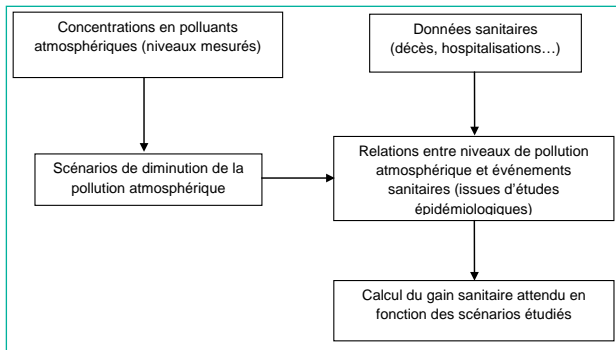 Concentrations en polluants
atmosphériques (niveaux mesurés)
Données sanitaires
(décès, hospitalisations…)
Scénarios de diminution de la
pollution atmosphérique
Relations entre niveaux de pollution
atmosphérique et événements
sanitaires (issues d’études
épidémiologiques)
Calcul du gain sanitaire attendu en
fonction des scénarios étudiés